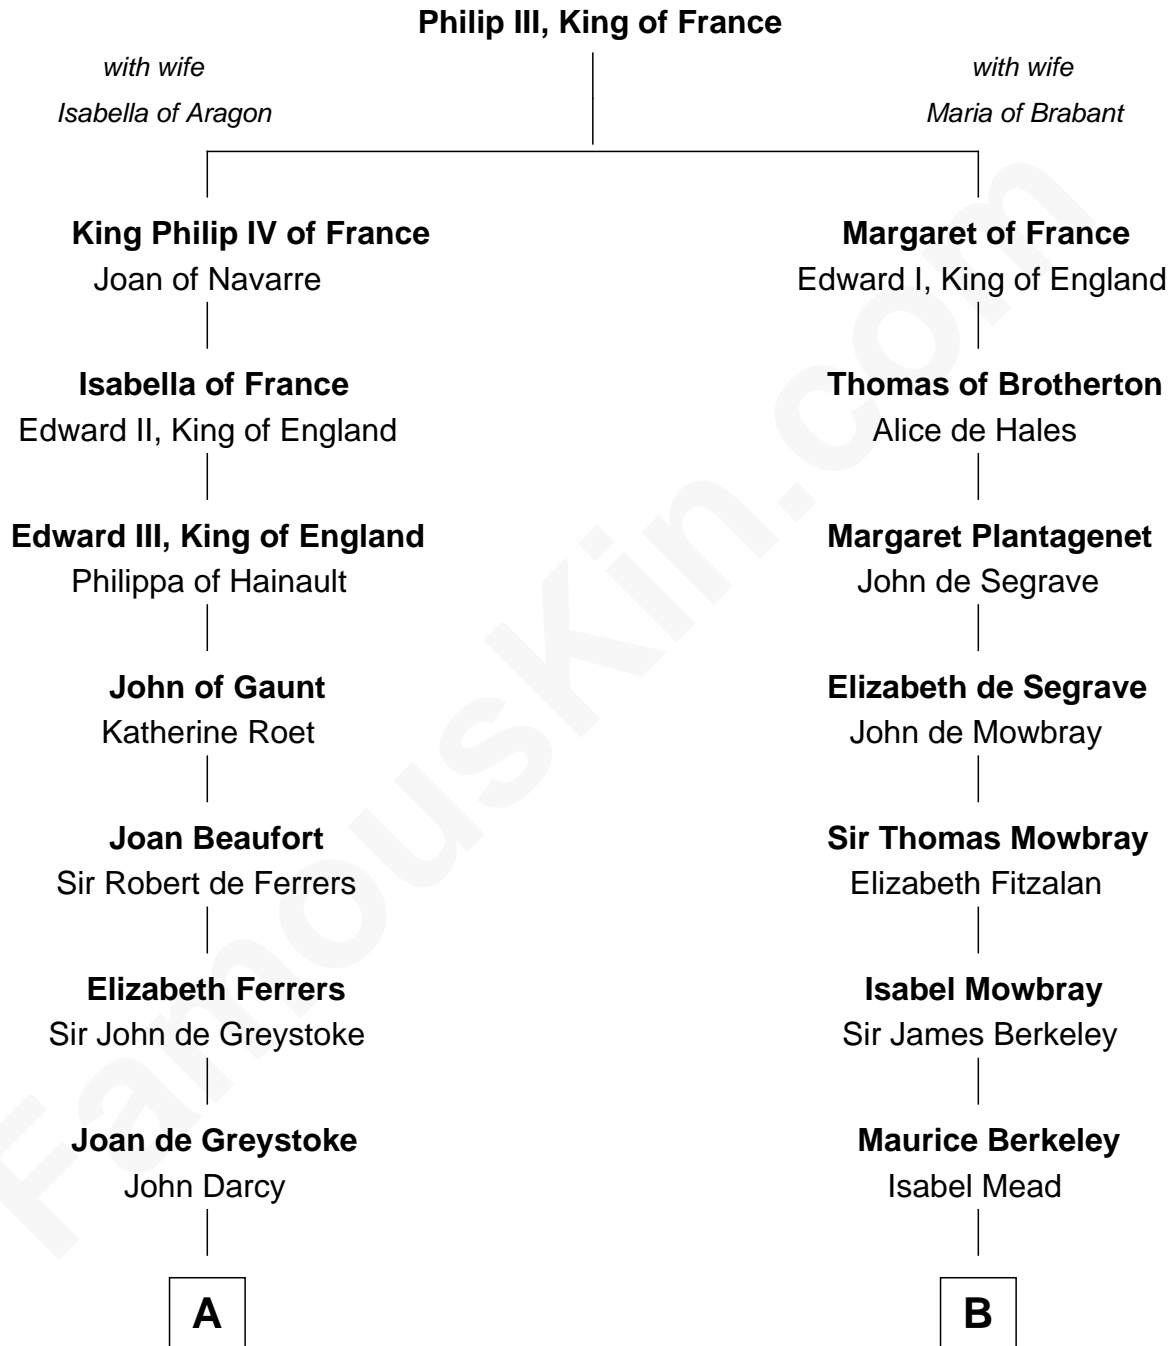 Philip III, King of France
with wife
Isabella of Aragon
with wife
Maria of Brabant
King Philip IV of France
Joan of Navarre
Margaret of France
Edward I, King of England
Isabella of France
Edward II, King of England
Thomas of Brotherton
Alice de Hales
Edward III, King of England
Philippa of Hainault
Margaret Plantagenet
John de Segrave
John of Gaunt
Katherine Roet
Elizabeth de Segrave
John de Mowbray
Joan Beaufort
Sir Robert de Ferrers
Sir Thomas Mowbray
Elizabeth Fitzalan
Elizabeth Ferrers
Sir John de Greystoke
Isabel Mowbray
Sir James Berkeley
Joan de Greystoke
John Darcy
Maurice Berkeley
Isabel Mead
A
B
FamousKin.com